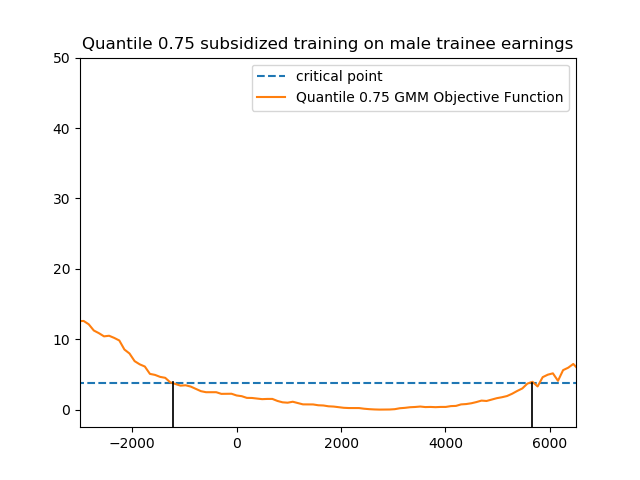 Quantile 0.75 subsidized training on male trainee earnings
critical point
Quantile 0.75 GMM Objective Function
50
40
30
20
10
0
−2000 0 2000 4000 6000